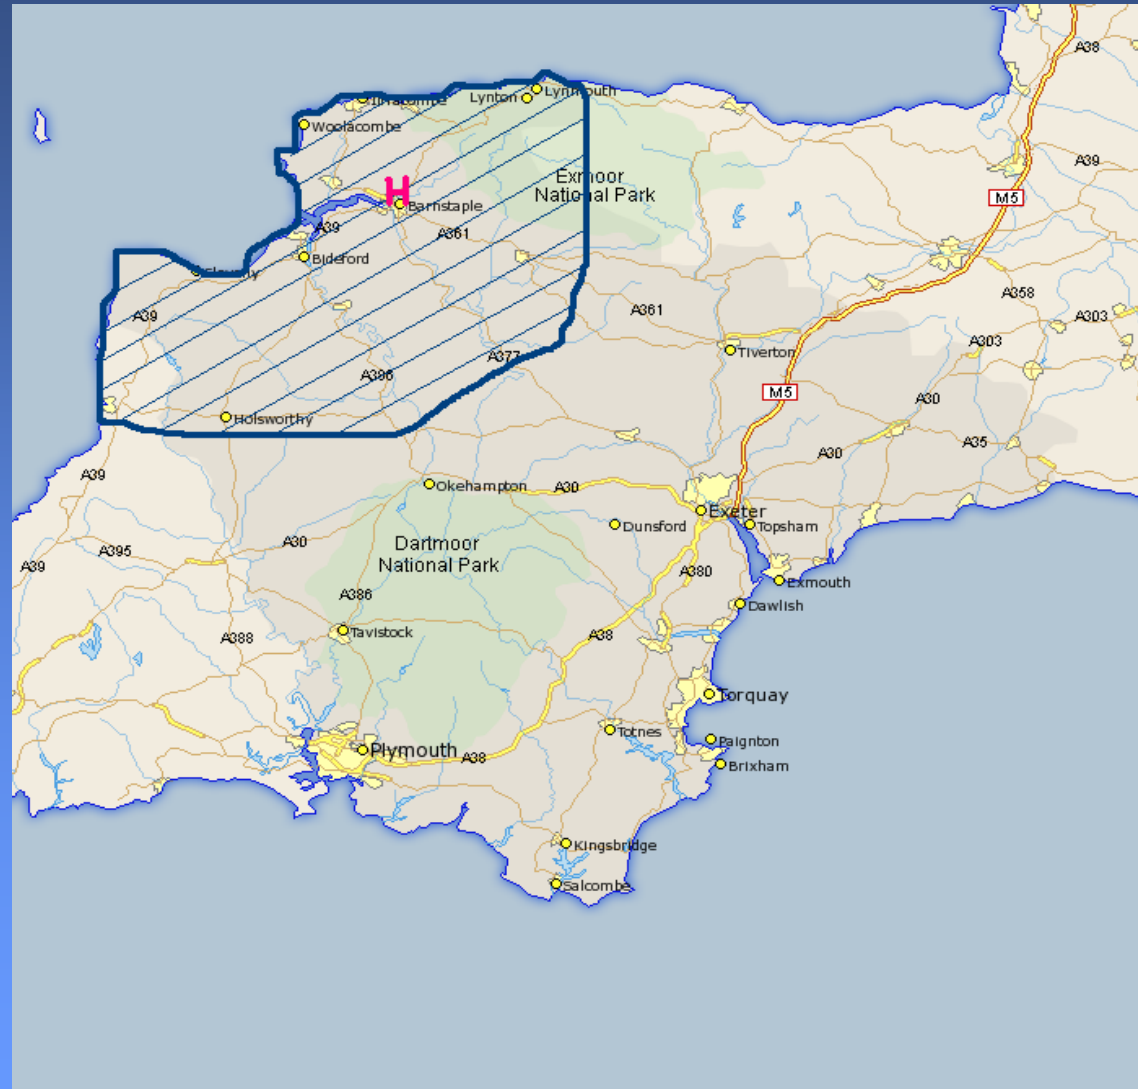 A38
Lynmouth
Lynton
Ilfracombe
Woolacombe
A39
Exmoor
National Park
M5
H
Barnstaple
A39
A361
Bideford
Clovelly
A358
A361
A39
A303
A303
Tiverton
A377
A386
M5
A30
Holsworthy
A35
A30
A39
Okehampton
A30
Exeter
Dunsford
Topsham
A30
Dartmoor
National Park
A395
A39
A380
Exmouth
A386
Dawlish
Tavistock
A38
A388
Torquay
Totnes
Paignton
Plymouth
A38
Brixham
Kingsbridge
Salcombe